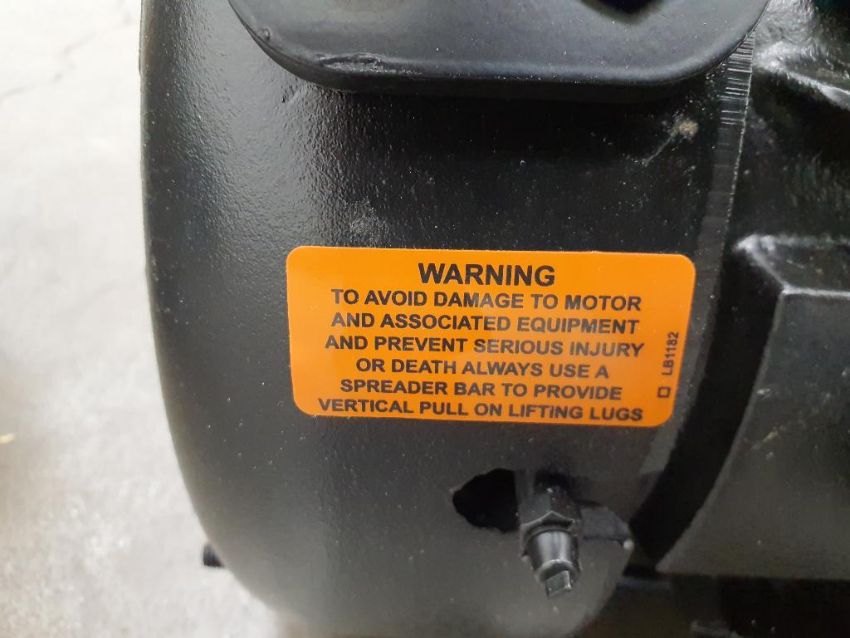 WARNING
TO AVOID DAMAGE TO MOTOR
AND ASSOCIATED EQUIPMENT
AND PREVENT SERIOUS INJURY
OR DEATH ALWAYS USE A
SPREADER BAR TO PROVIDE
VERTICAL PULL ON LIFTING LUGS
LB1182